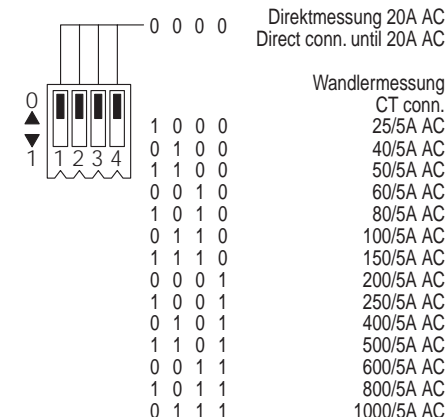 0 0 0 0 Direktmessung 20A AC
Direct conn. until 20A AC
Wandlermessung
CT conn.
0
1
1 2 3 4
1 0 0 0 25/5A AC
0 1 0 0 40/5A AC
1 1 0 0 50/5A AC
0 0 1 0 60/5A AC
1 0 1 0 80/5A AC
0 1 1 0 100/5A AC
1 1 1 0 150/5A AC
0 0 0 1 200/5A AC
1 0 0 1 250/5A AC
0 1 0 1 400/5A AC
1 1 0 1 500/5A AC
0 0 1 1 600/5A AC
1 0 1 1 800/5A AC
0 1 1 1 1000/5A AC